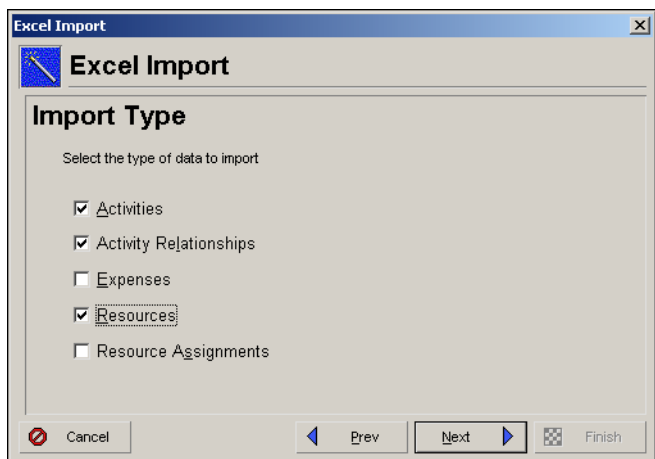 Excel Import
Excel Import
Import Type
Select the type of data to import
Activities
Activity Relationships
Expenses
Resources
Resource Assignments
Cancel Prev Next Finish